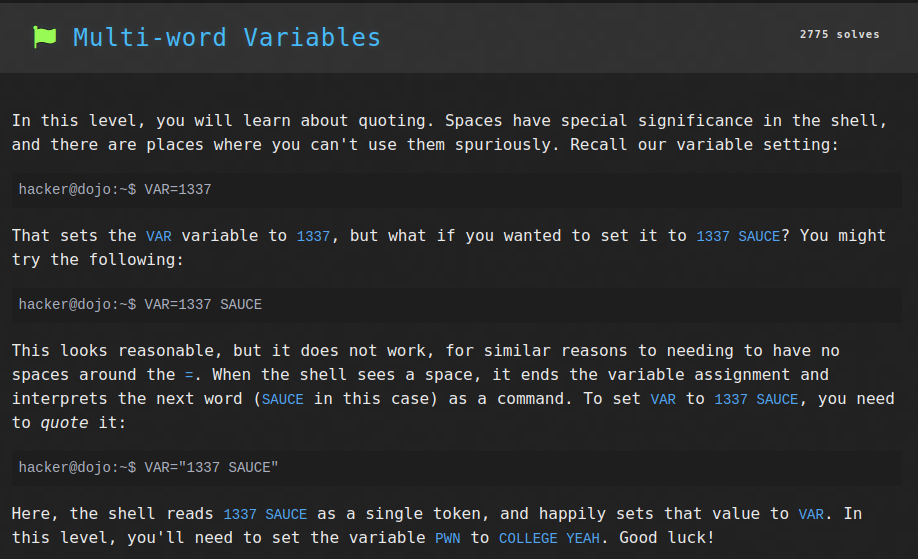 Multi-word Variables
2775 solves
In this level, you will learn about quoting. Spaces have special significance in the shell,
and there are places where you can't use them spuriously. Recall our variable setting:
hacker@dojo:~$ VAR=1337
That sets the VAR variable to 1337, but what if you wanted to set it to 1337 SAUCE? You might
try the following:
hacker@dojo:~$ VAR=1337 SAUCE
This looks reasonable, but it does not work, for similar reasons to needing to have no
spaces around the =. When the shell sees a space, it ends the variable assignment and
interprets the next word (SAUCE in this case) as a command. To set VAR to 1337 SAUCE, you need
to quote it:
hacker@dojo:~$ VAR="1337 SAUCE"
Here, the shell reads 1337 SAUCE as a single token, and happily sets that value to VAR. In
this level, you'll need to set the variable PWN to COLLEGE YEAH. Good luck!